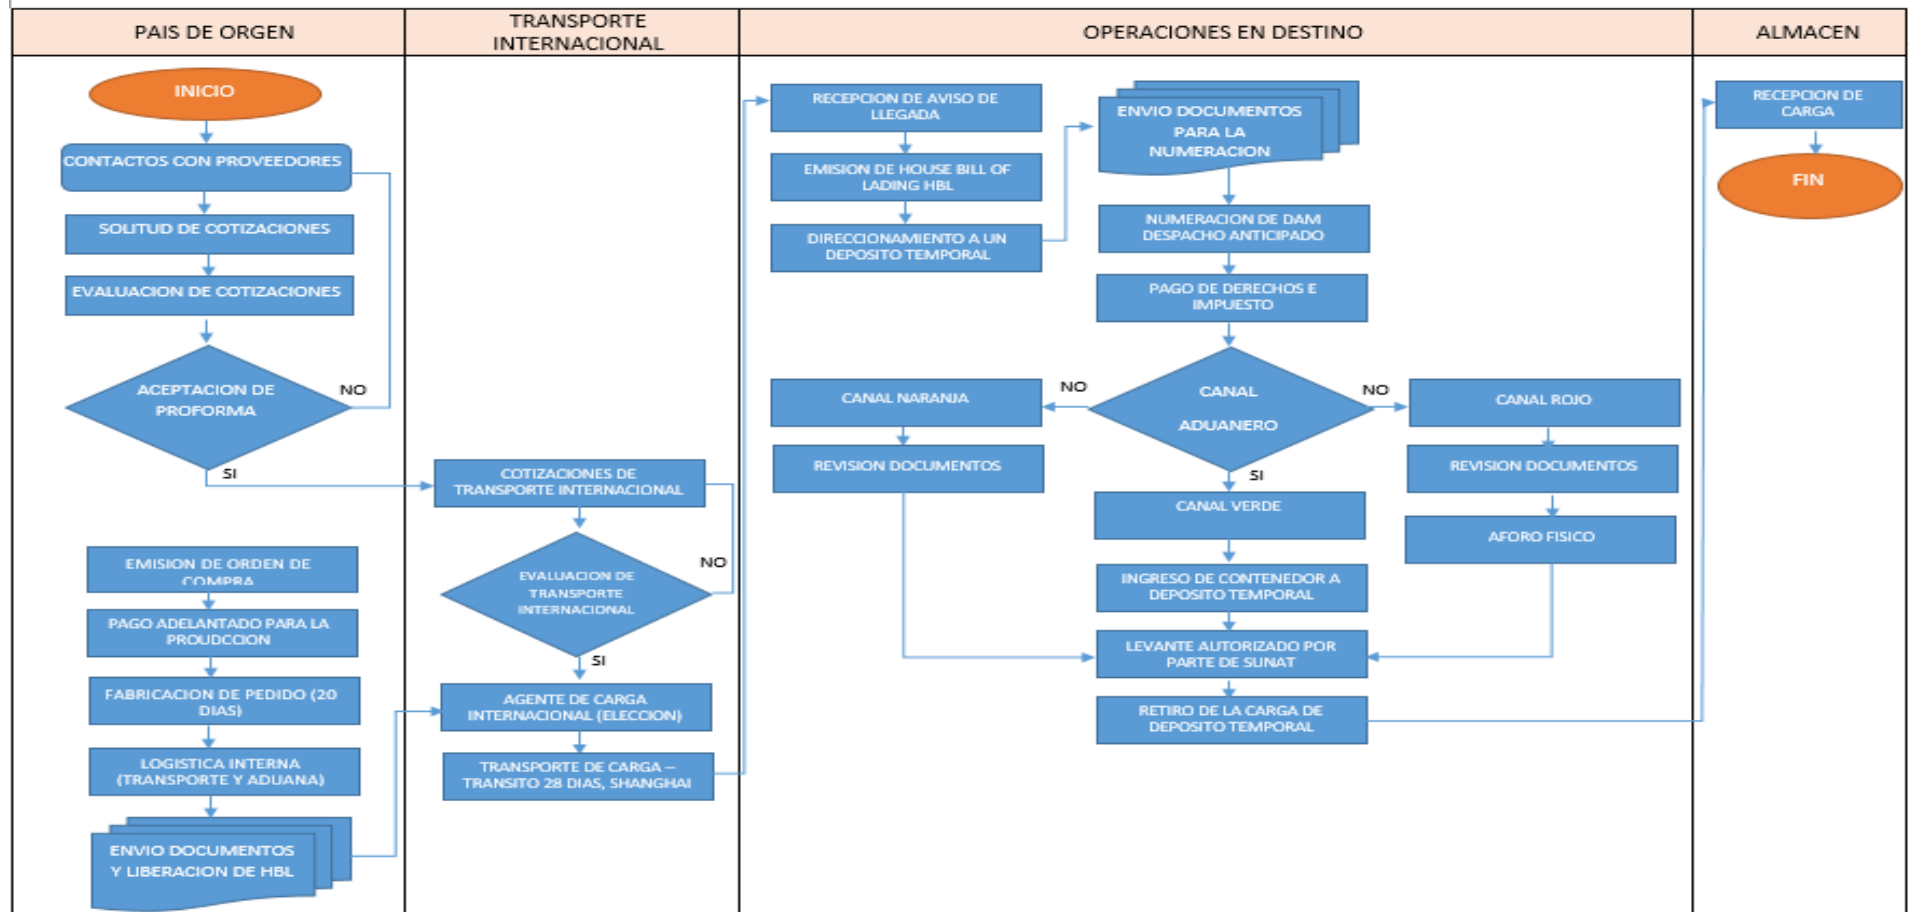 PAIS DE ORGEN
TRANSPORTE
INTERNACIONAL
OPERACIONES EN DESTINO
ALMACEN
INICIO
CONTACTOS CON PROVEEDORES
SOLITUD DE COTIZACIONES
EVALUACION DE COTIZACIONES
ACEPTACION DE
PROFORMA
NO
SI
EMISION DE ORDEN DE
COMPRA
PAGO ADELANTADO PARA LA
PROUDCCION
FABRICACION DE PEDIDO (20
DIAS)
LOGISTICA INTERNA
(TRANSPORTE Y ADUANA)
ENVIO DOCUMENTOS
Y LIBERACION DE HBL
COTIZACIONES DE
TRANSPORTE INTERNACIONAL
EVALUACION DE
TRANSPORTE
INTERNACIONAL
NO
SI
AGENTE DE CARGA
INTERNACIONAL (ELECCION)
TRANSPORTE DE CARGA –
TRANSITO 28 DIAS, SHANGHAI
RECEPCION DE AVISO DE
LLEGADA
EMISION DE HOUSE BILL OF
LADING HBL
DIRECCIONAMIENTO A UN
DEPOSITO TEMPORAL
ENVIO DOCUMENTOS
PARA LA
NUMERACION
NUMERACION DE DAM
DESPACHO ANTICIPADO
PAGO DE DERECHOS E
IMPUESTO
CANAL
ADUANERO
NO
NO
SI
CANAL NARANJA
REVISION DOCUMENTOS
CANAL ROJO
REVISION DOCUMENTOS
AFORO FISICO
CANAL VERDE
INGRESO DE CONTENEDOR A
DEPOSITO TEMPORAL
LEVANTE AUTORIZADO POR
PARTE DE SUNAT
RETIRO DE LA CARGA DE
DEPOSITO TEMPORAL
RECEPCION DE
CARGA
FIN